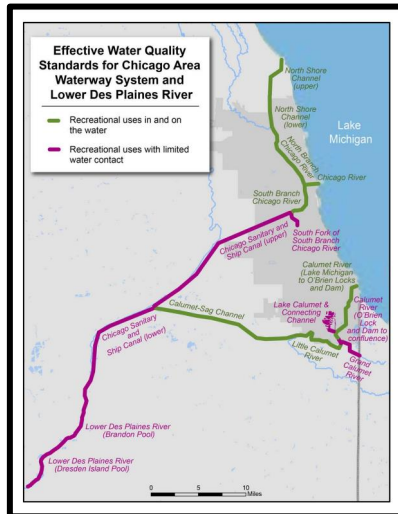 Effective Water Quality
Standards for Chicago Area
Waterway System and
Lower Des Plaines River
Recreational uses in and on
the water
Recreational uses with limited
water contact
North Shore
Channel
(upper)
Lake
Michigan
North Shore
Channel
(lower)
North Branch
Chicago River
Chicago River
South Branch
Chicago River
South Fork of
South Branch
Chicago River
Chicago Sanitary and
Ship Canal (upper)
Calumet River
(Lake Michigan
to O'Brien Locks
and Dam)
Calumet-Sag Channel
Lake Calumet &
Connecting
Channel
Calumet
River
(O'Brien
Lock
and Dam to
confluence)
Chicago Sanitary
and
Ship Canal (lower)
Little Calumet
River
Grand
Calumet
River
Lower Des Plaines River
(Brandon Pool)
Lower Des Plaines River
(Dresden Island Pool)
0 5 10
Miles